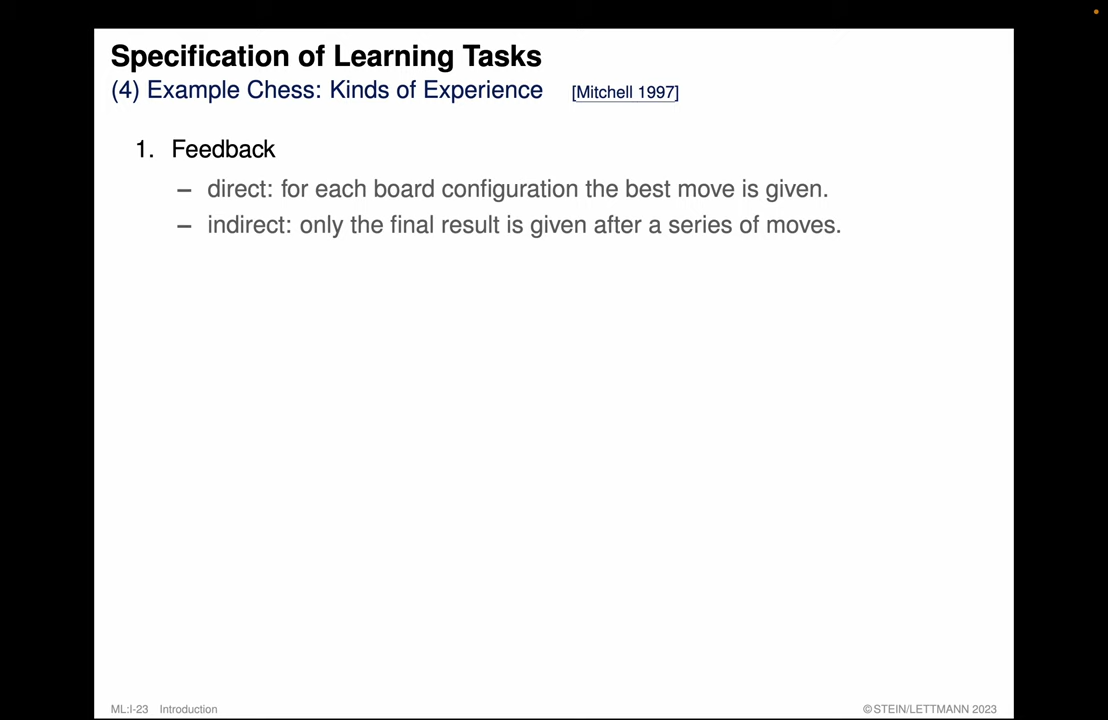 Specification of Learning Tasks
(4) Example Chess: Kinds of Experience [Mitchell 1997]
1. Feedback
– direct: for each board configuration the best move is given.
– indirect: only the final result is given after a series of moves.
ML:I-23 Introduction
©STEIN/LETTMANN 2023